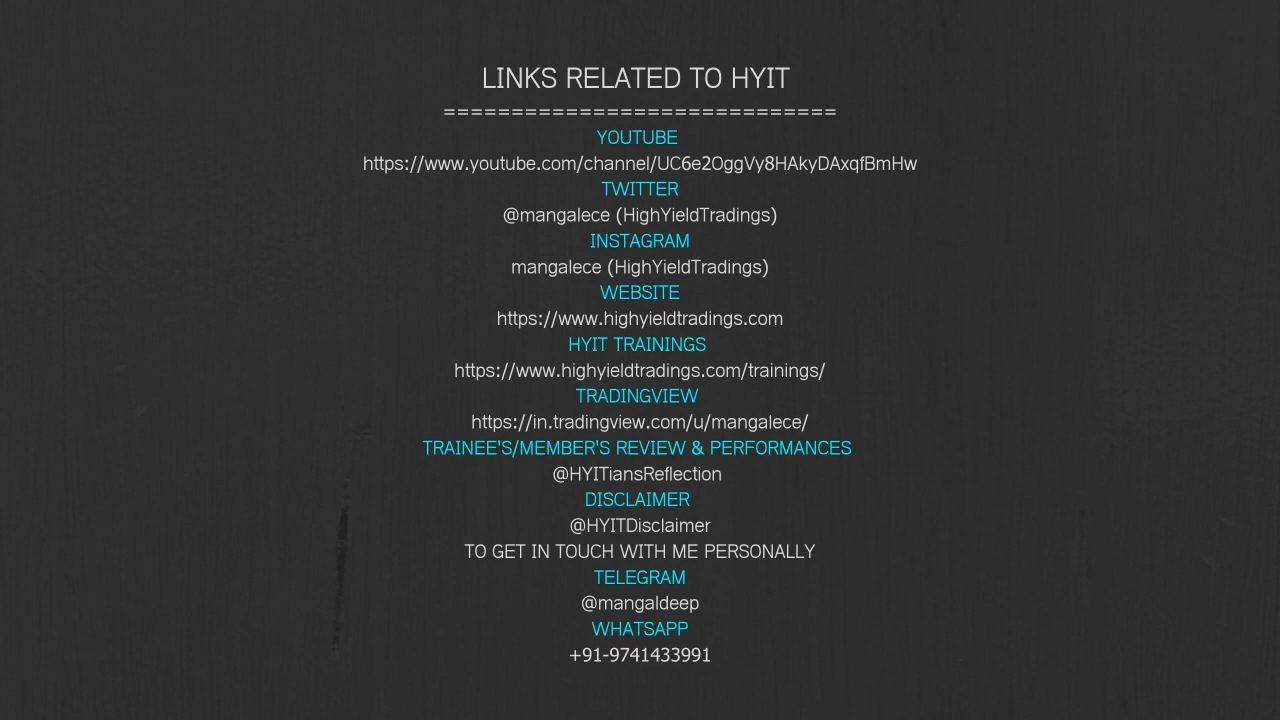 LINKS RELATED TO HYIT
=============================
YOUTUBE
https://www.youtube.com/channel/UC6e2OggVy8HAkyDAxqfBmHw
TWITTER
@mangalece (HighYieldTradings)
INSTAGRAM
mangalece (HighYieldTradings)
WEBSITE
https://www.highyieldtradings.com
HYIT TRAININGS
https://www.highyieldtradings.com/trainings/
TRADINGVIEW
https://in.tradingview.com/u/mangalece/
TRAINEE'S/MEMBER'S REVIEW & PERFORMANCES
@HYITiansReflection
DISCLAIMER
@HYITDisclaimer
TO GET IN TOUCH WITH ME PERSONALLY
TELEGRAM
@mangaldeep
WHATSAPP
+91-9741433991